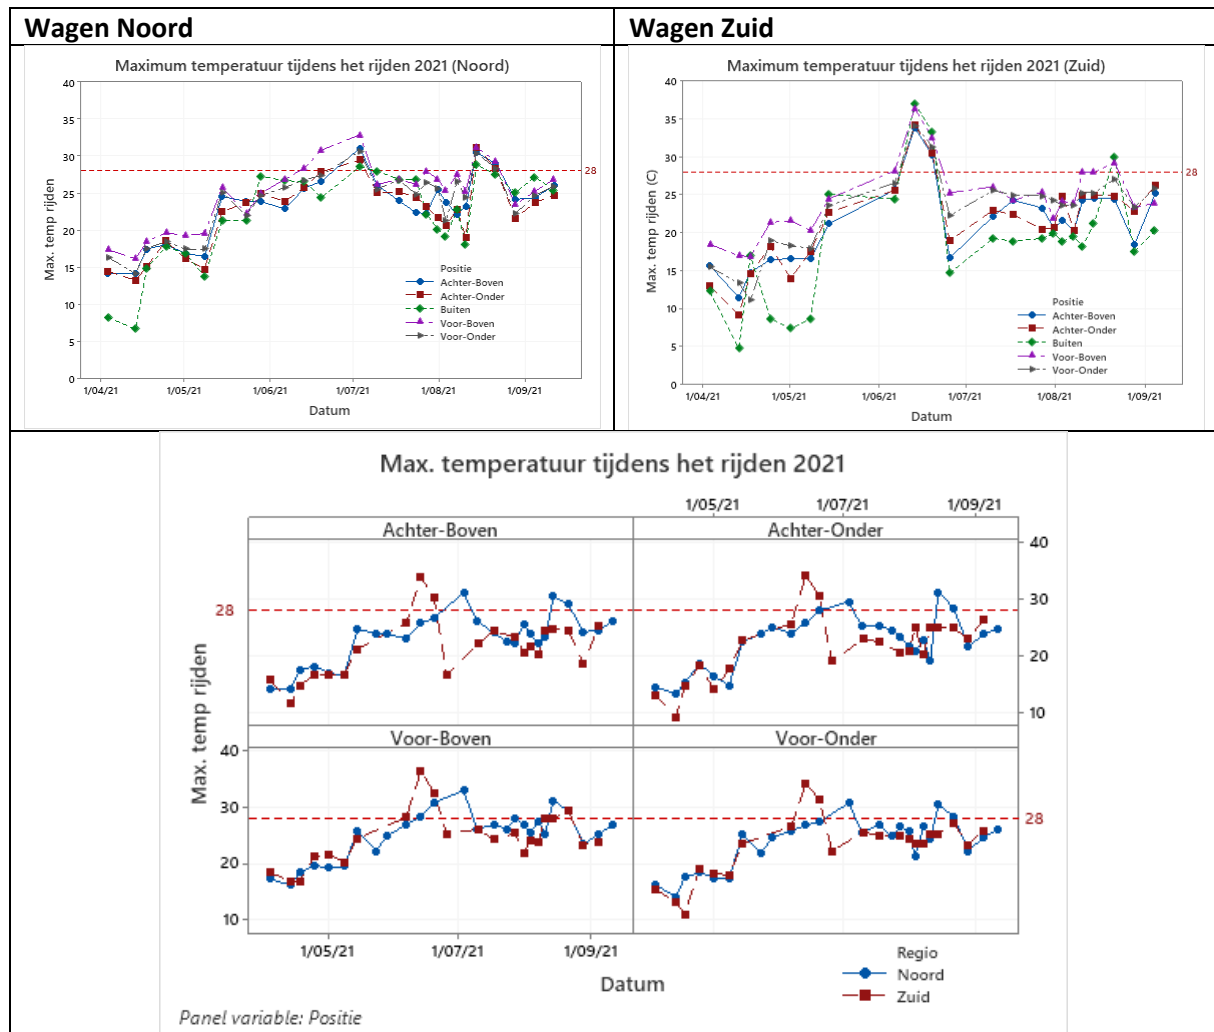 Wagen Noord
Wagen Zuid
Maximum temperatuur tijdens het rijden 2021 (Noord)
Max. temp rijden
40
35
30
25
20
15
10
5
0
28
Positie
Achter-Boven
Achter-Onder
Buiten
Voor-Boven
Voor-Onder
1/04/21 1/05/21 1/06/21 1/07/21 1/08/21 1/09/21
Datum
Maximum temperatuur tijdens het rijden 2021 (Zuid)
Max. temp rijden (C)
40
35
30
25
20
15
10
5
0
28
Positie
Achter-Boven
Achter-Onder
Buiten
Voor-Boven
Voor-Onder
1/04/21 1/05/21 1/06/21 1/07/21 1/08/21 1/09/21
Datum
Max. temperatuur tijdens het rijden 2021
1/05/21 1/07/21 1/09/21
Achter-Boven Achter-Onder
40
28
30
20
10
Max. temp rijden
Voor-Boven Voor-Onder
40
30
28
20
10
1/05/21 1/07/21 1/09/21
Datum
Regio
Noord
Zuid
Panel variable: Positie